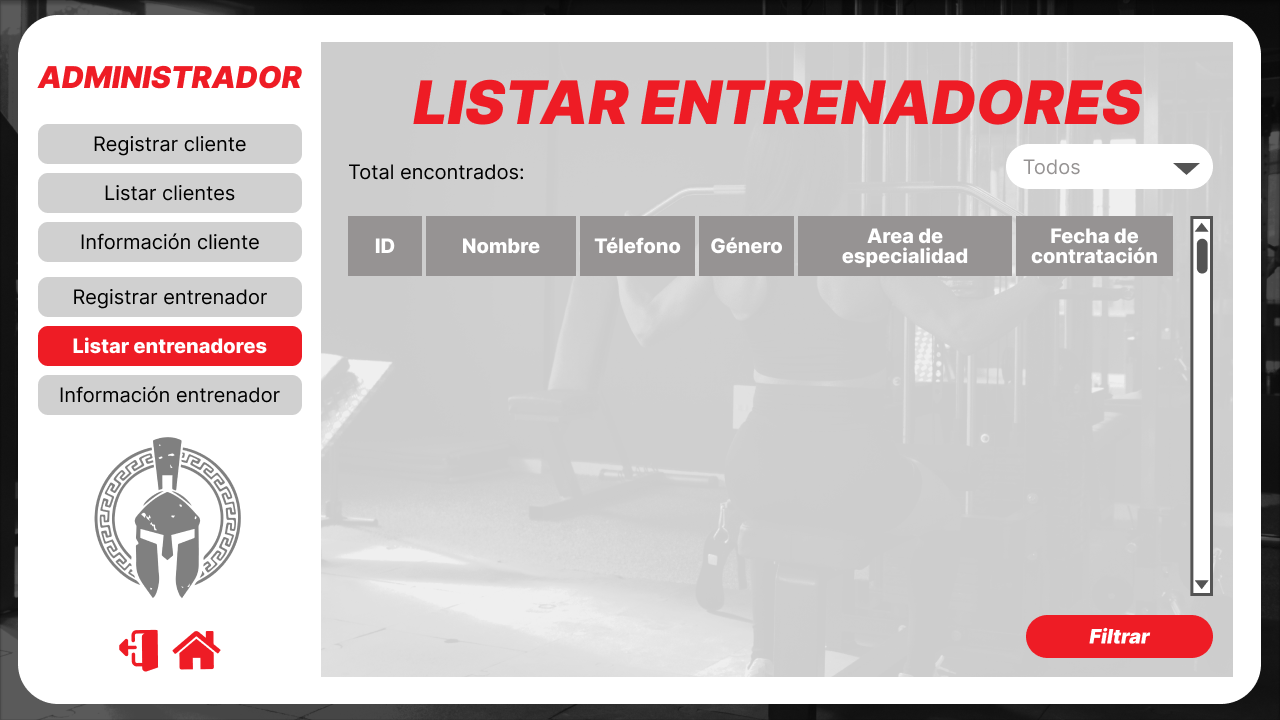 ADMINISTRADOR
Registrar cliente
Listar clientes
Información cliente
Registrar entrenador
Listar entrenadores
Información entrenador
LISTAR ENTRENADORES
Total encontrados:
Todos
ID
Nombre
Télefono
Género
Area de
especialidad
Fecha de
contratación
Filtrar